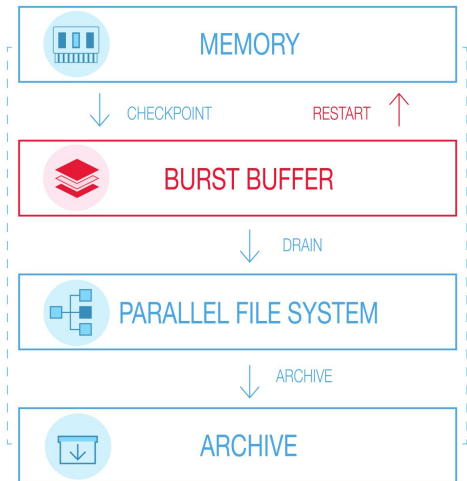 MEMORY
CHECKPOINT RESTART
BURST BUFFER
DRAIN
PARALLEL FILE SYSTEM
ARCHIVE
ARCHIVE